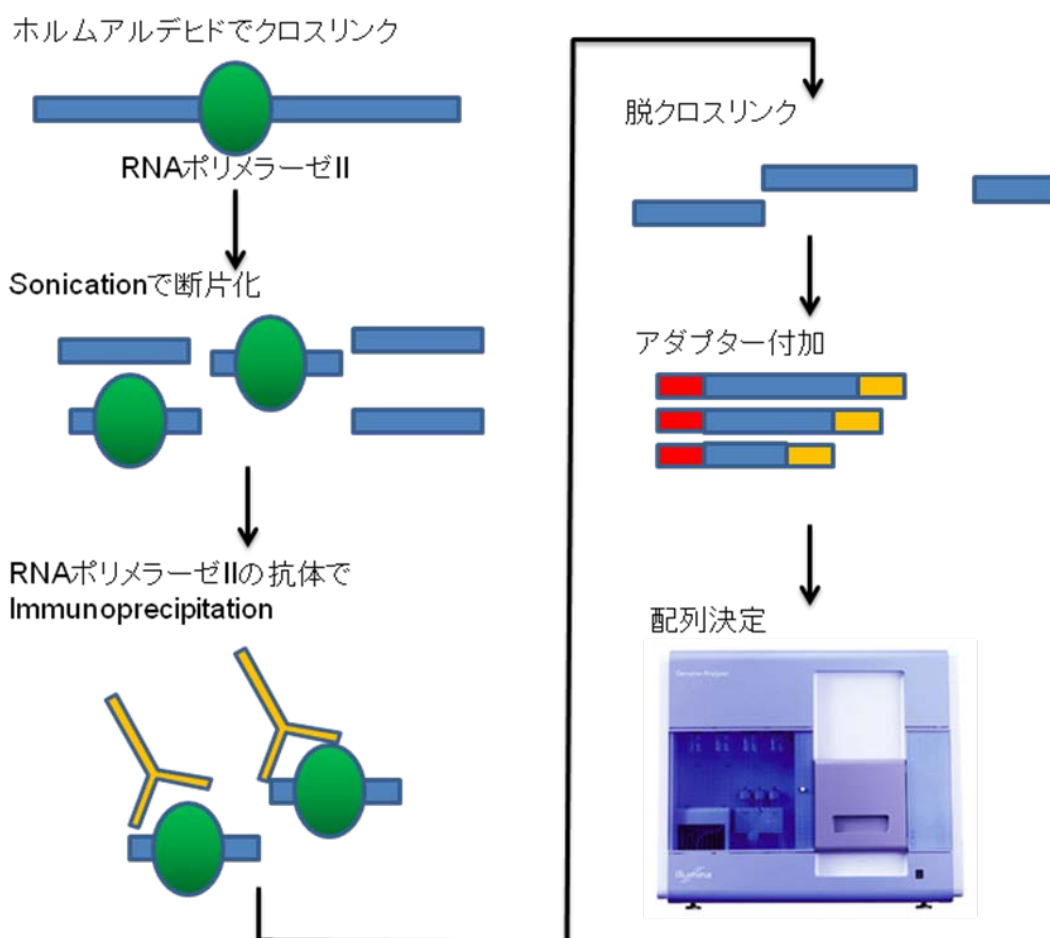 ホルムアルデヒドでクロスリンク
RNAポリメラーゼII
Sonicationで断片化
RNAポリメラーゼIIの抗体で
Immunoprecipitation
脱クロスリンク
アダプター付加
配列決定
Genome Analyzer
illumina